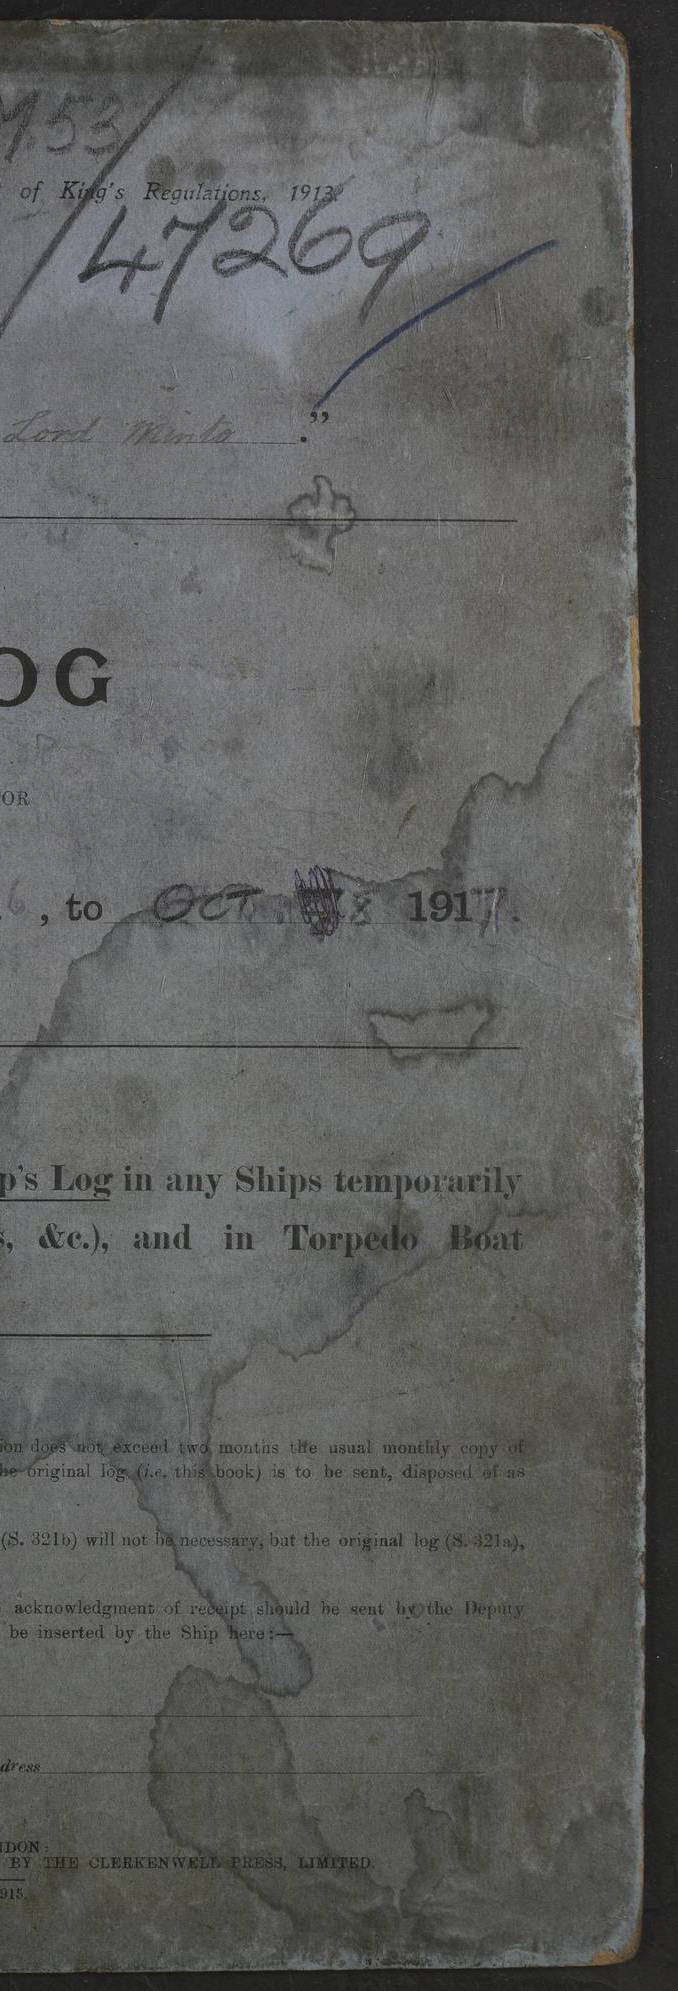 M.53/
of King's Regulations, 1913.
47269
Lord Minto."
OG
OR
6, to OCT. 8 1917.
p's Log in any Ships temporarily
s, &c.), and in Torpedo Boat
ion does not exceed two months the usual monthly copy of
he original log (i.e. this book) is to be sent, disposed of as
(S. 321b) will not be necessary, but the original log (S. 321a),
acknowledgment of receipt should be sent by the Deputy
be inserted by the Ship here:—
dress
NDON:
BY THE CLERKENWELL PRESS, LIMITED.
915.